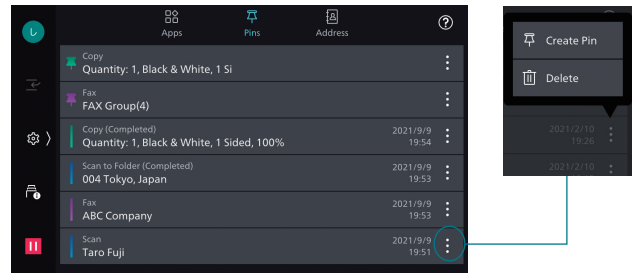 Apps
Pins
Address
Copy
Quantity: 1, Black & White, 1 Si
Fax
FAX Group(4)
Copy (Completed)
Quantity: 1, Black & White, 1 Sided, 100%
2021/9/9
19:54
Scan to Folder (Completed)
004 Tokyo, Japan
2021/9/9
19:53
Fax
ABC Company
2021/9/9
19:53
Scan
Taro Fuji
2021/9/9
19:51
Create Pin
Delete
2021/2/10
19:26
2021/2/10